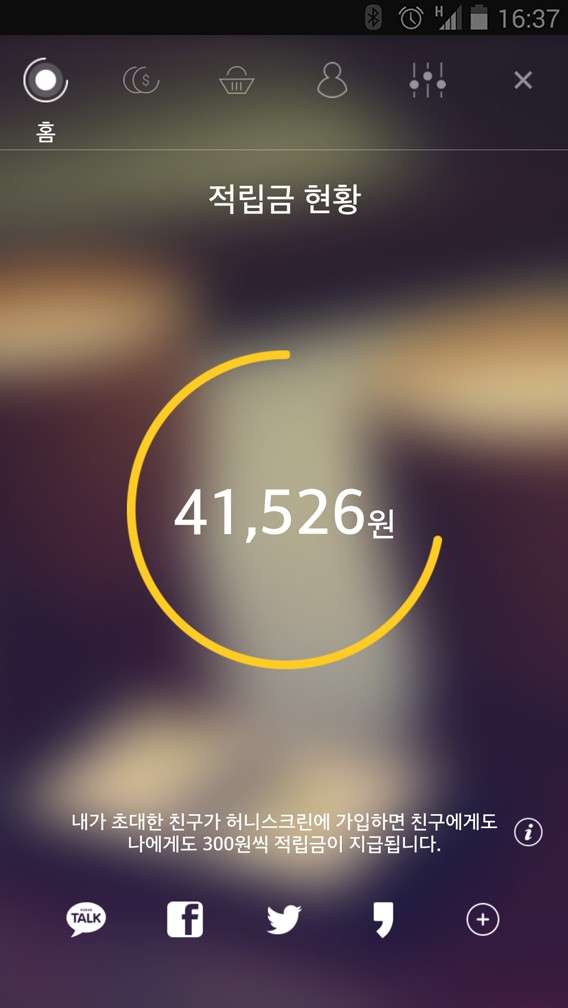 H 16:37
$
홈
적립금 현황
41,526원
내가 초대한 친구가 허니스크린에 가입하면 친구에게도
나에게도 300원씩 적립금이 지급됩니다.
i
TALK